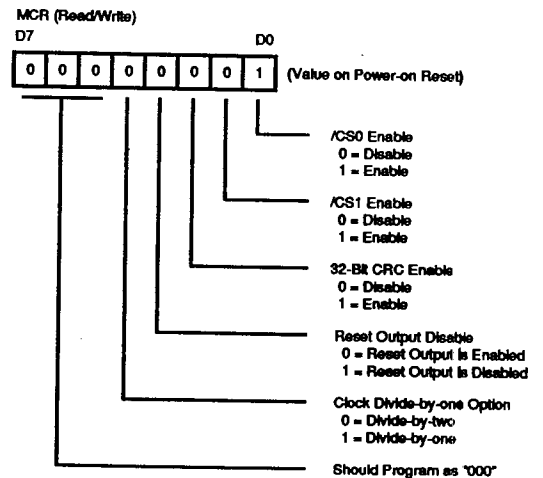 MCR (Read/Write)
D7 D0
0 0 0 0 0 0 0 1 (Value on Power-on Reset)
/CS0 Enable
0 = Disable
1 = Enable
/CS1 Enable
0 = Disable
1 = Enable
32-Bit CRC Enable
0 = Disable
1 = Enable
Reset Output Disable
0 = Reset Output is Enabled
1 = Reset Output is Disabled
Clock Divide-by-one Option
0 = Divide-by-two
1 = Divide-by-one
Should Program as "000"